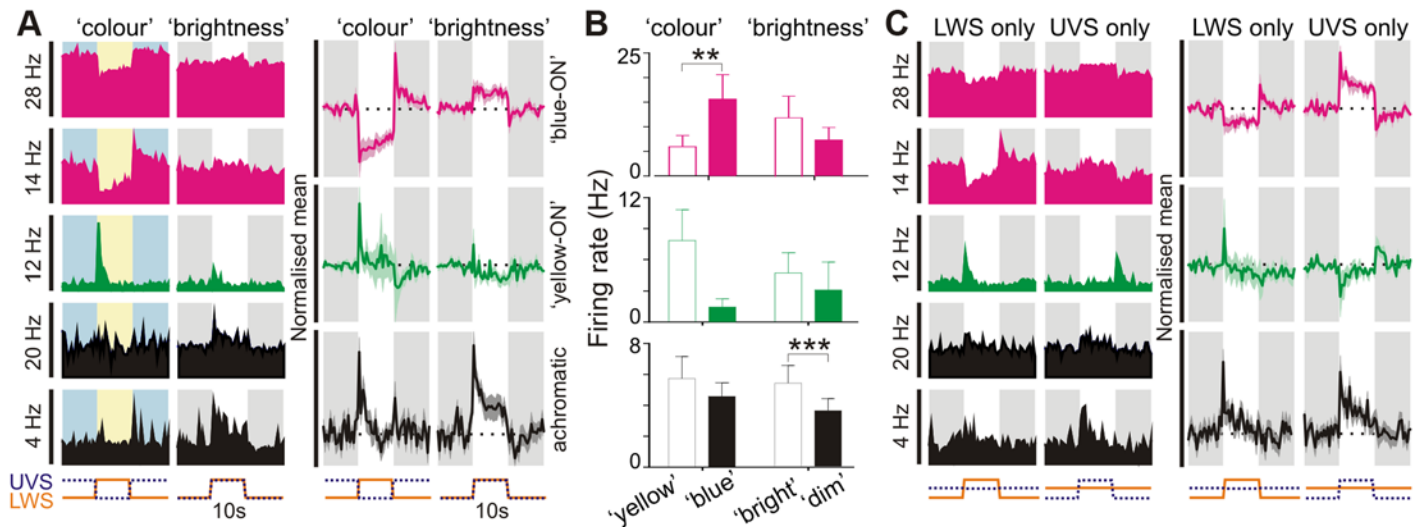 A
'colour' 'brightness'
'colour' 'brightness'
28 Hz
14 Hz
12 Hz
20 Hz
4 Hz
Normalised mean
'blue-ON'
'yellow-ON'
achromatic
UVS
LWS
10s
10s
B
'colour' 'brightness'
Firing rate (Hz)
25
**
0
12
0
8
***
0
'yellow' 'blue' 'bright' 'dim'
C
LWS only UVS only
LWS only UVS only
28 Hz
14 Hz
12 Hz
20 Hz
4 Hz
Normalised mean